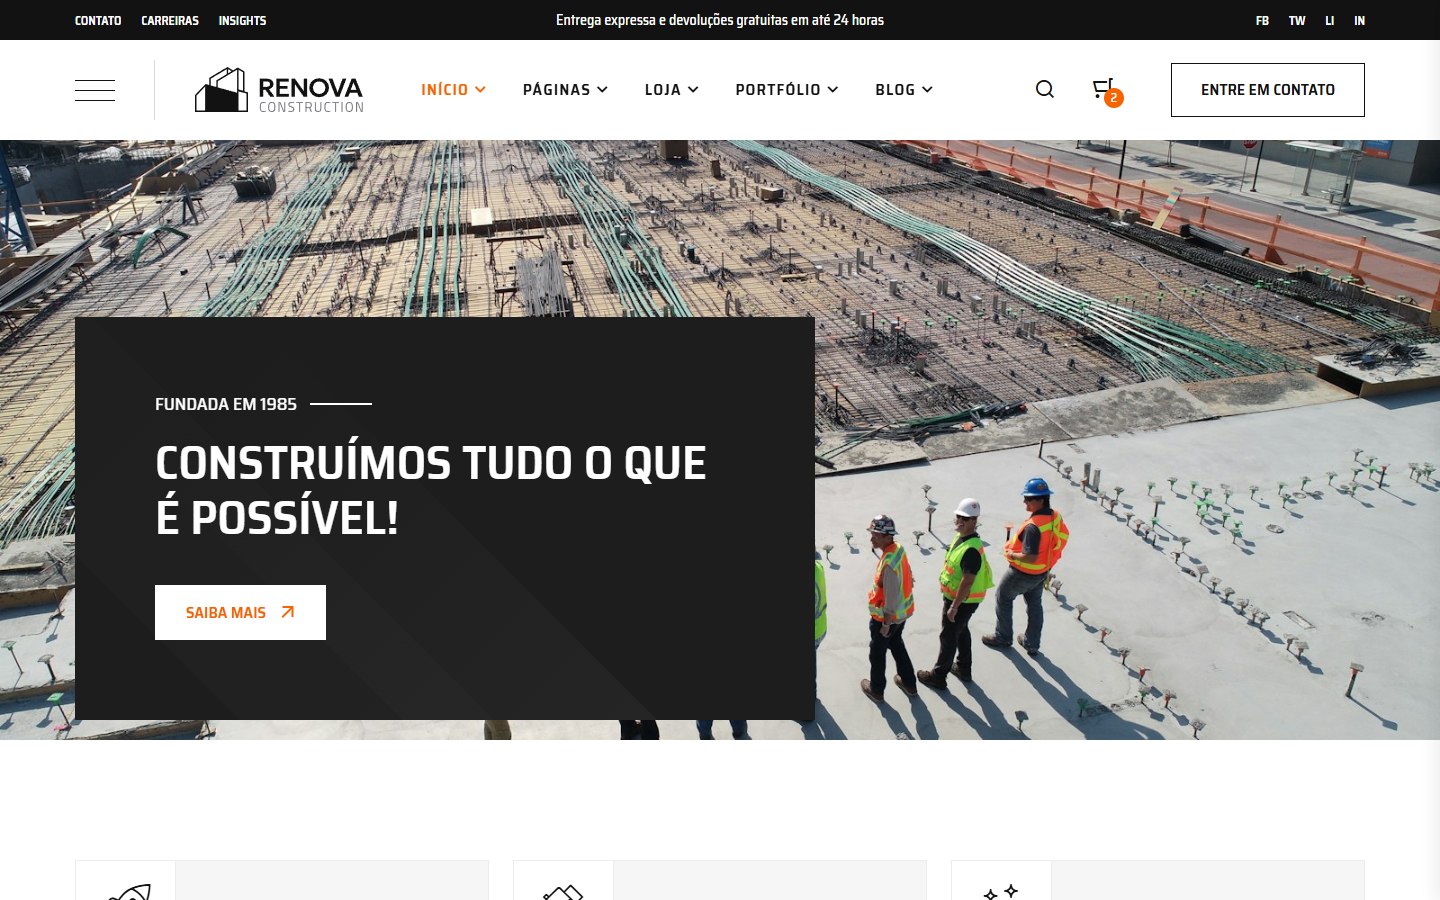 CONTATO CARREIRAS INSIGHTS
Entrega expressa e devoluções gratuitas em até 24 horas
FB TW LI IN
RENOVA
CONSTRUCTION
INÍCIO PÁGINAS LOJA PORTFÓLIO BLOG
2
ENTRE EM CONTATO
FUNDADA EM 1985
CONSTRUÍMOS TUDO O QUE
É POSSÍVEL!
SAIBA MAIS